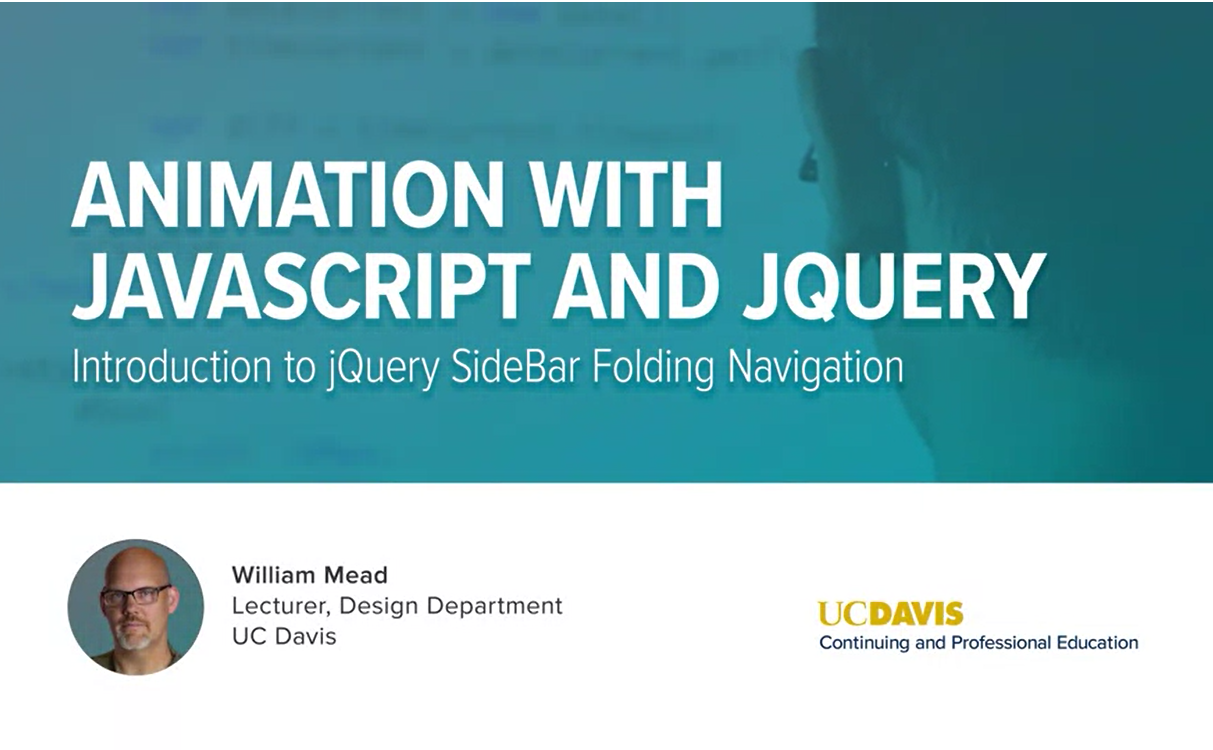 ANIMATION WITH
JAVASCRIPT AND JQUERY
Introduction to jQuery SideBar Folding Navigation
William Mead
Lecturer, Design Department
UC Davis
UCDAVIS
Continuing and Professional Education